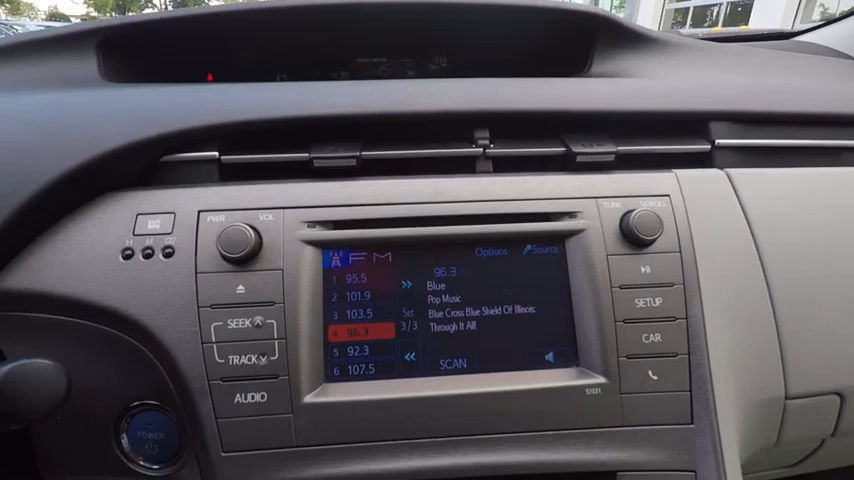 PWR
VOL
TUNE
SCROLL
H M
FM
Options
Source
1 95.5
2 101.9
3 103.5
4 96.3
5 92.3
6 107.5
Set
3/3
96.3
Blue
Pop Music
Blue Cross Blue Shield Of Illinois:
Through It All!
SCAN
SEEK
TRACK
AUDIO
SETUP
CAR
57031
POWER